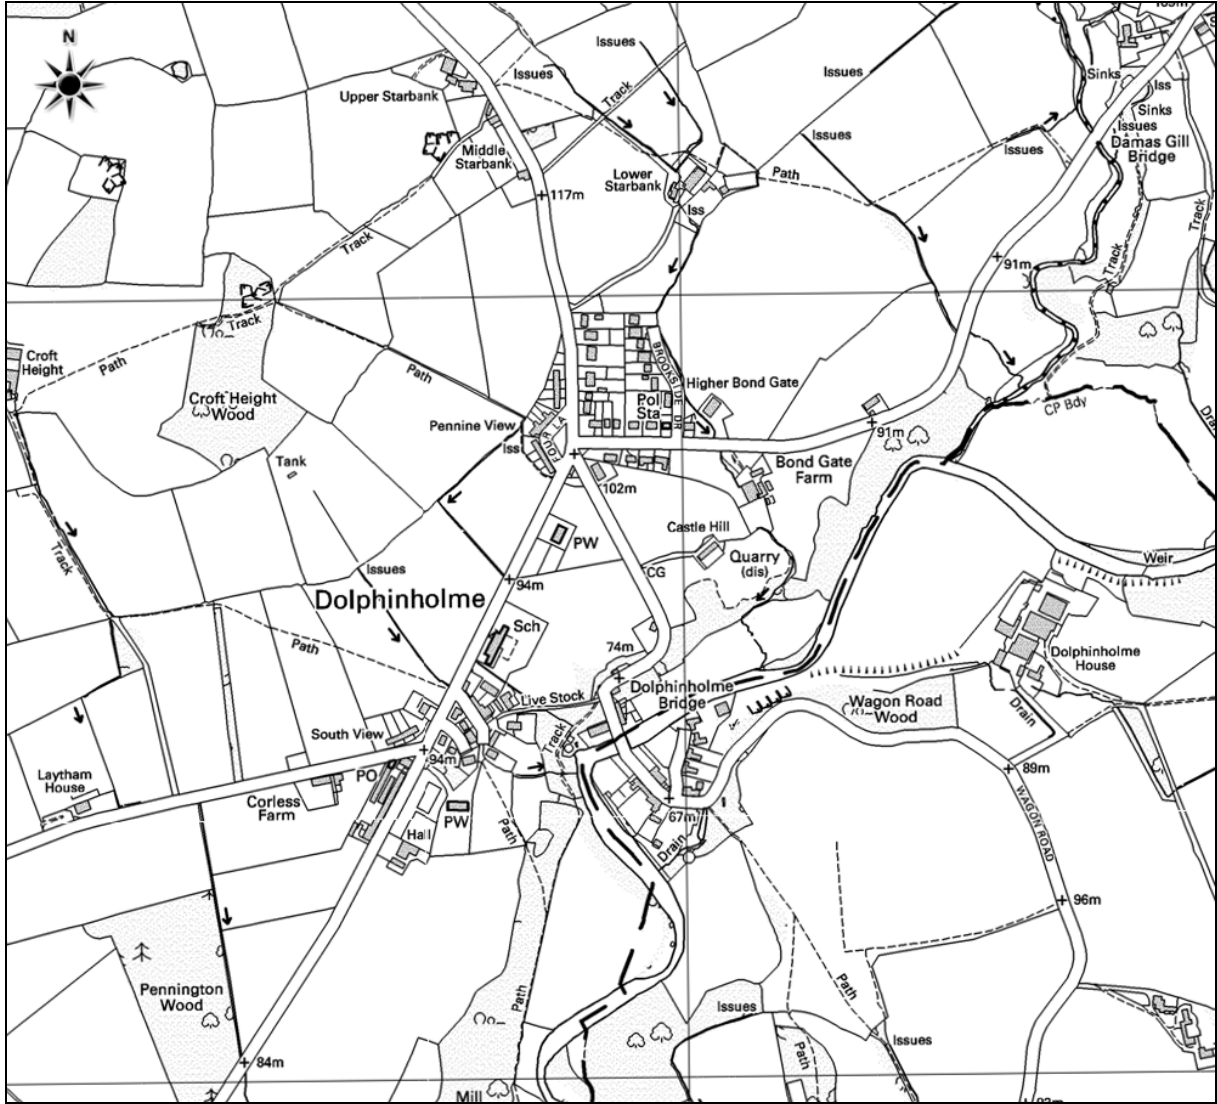 N
Issues
Issues
Issues
Sinks
Iss
Sinks
Issues
Upper Starbank
Track
Issues
Issues
Damas Gill
Bridge
Middle
Starbank
Lower
Starbank
Path
117m
Iss
Track
Track
91m
Track
Track
Croft
Height
Path
Path
BROOKSIDE DR
Higher Bond Gate
Croft Height
Wood
Pol
Sta
CP Bdy
Pennine View
FOUR LA
91m
Iss
Tank
Bond Gate
Farm
102m
Castle Hill
PW
Quarry
(dis)
Track
Weir
Issues
CG
94m
Dolphinholme
Sch
Path
74m
Dolphinholme
House
Live Stock
Dolphinholme
Bridge
Wagon Road
Wood
Drain
South View
Track
94m
PO
89m
Laytham
House
Corless
Farm
PW
Hall
Path
67m
Drain
WAGON ROAD
96m
Pennington
Wood
Path
Path
Issues
Issues
Path
84m
Mill